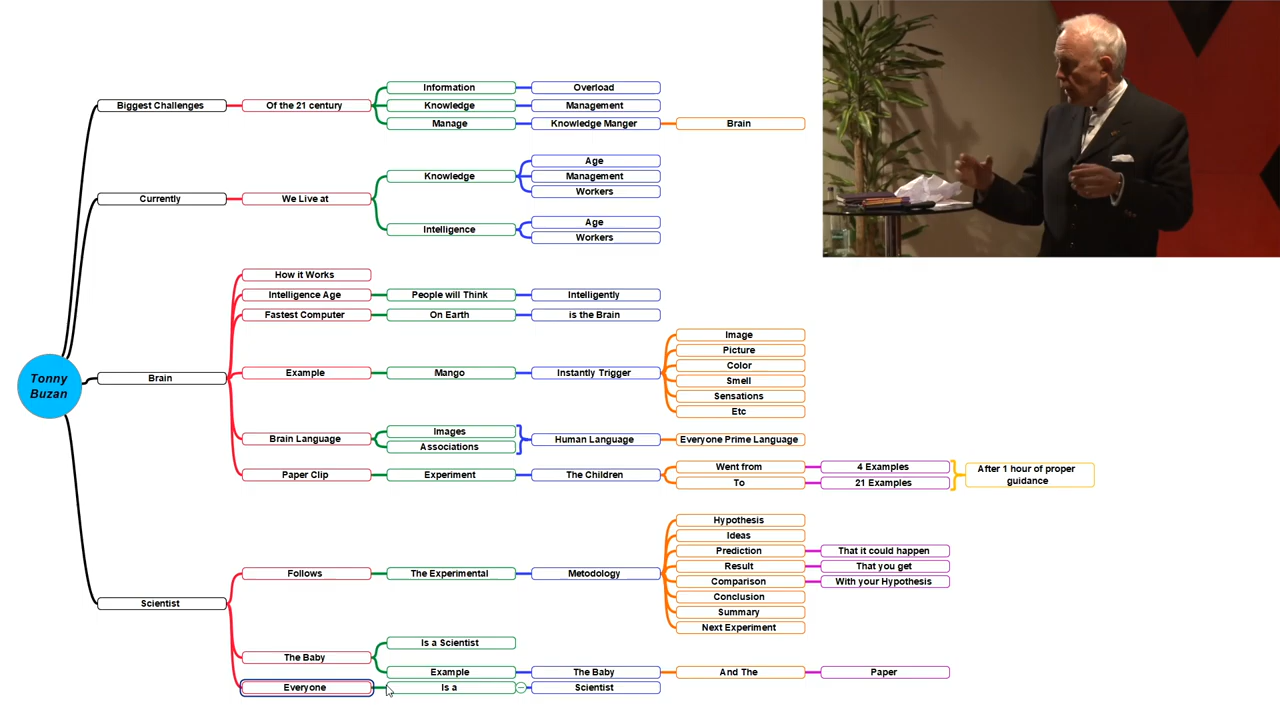 Tonny
Buzan
Biggest Challenges
Of the 21 century
Information
Overload
Knowledge
Management
Manage
Knowledge Manger
Brain
Currently
We Live at
Knowledge
Age
Management
Workers
Intelligence
Age
Workers
Brain
How it Works
Intelligence Age
People will Think
Intelligently
Fastest Computer
On Earth
is the Brain
Example
Mango
Instantly Trigger
Image
Picture
Color
Smell
Sensations
Etc
Brain Language
Images
Associations
Human Language
Everyone Prime Language
Paper Clip
Experiment
The Children
Went from
4 Examples
To
21 Examples
After 1 hour of proper
guidance
Scientist
Follows
The Experimental
Metodology
Hypothesis
Ideas
Prediction
That it could happen
Result
That you get
Comparison
With your Hypothesis
Conclusion
Summary
Next Experiment
The Baby
Is a Scientist
Example
The Baby
And The
Paper
Everyone
Is a
Scientist